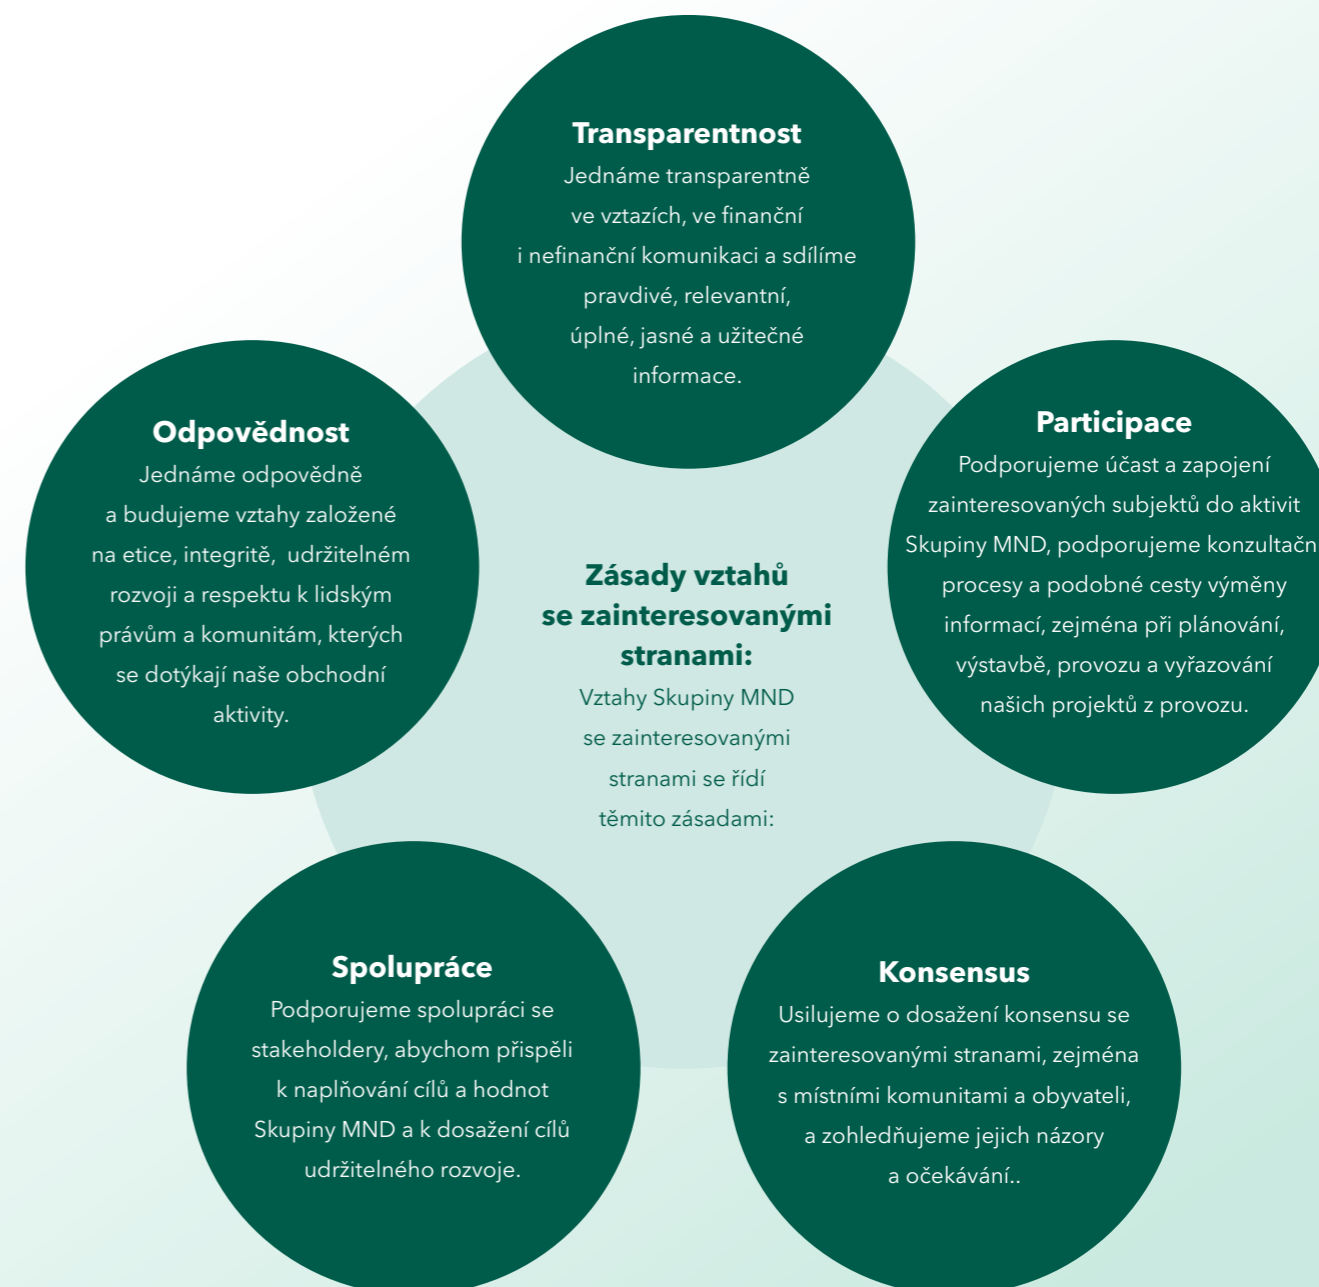 Transparentnost
Jednáme transparentně
ve vztazích, ve finanční
i nefinanční komunikaci a sdílíme
pravdivé, relevantní,
úplné, jasné a užitečné
informace.
Odpovědnost
Jednáme odpovědně
a budujeme vztahy založené
na etice, integritě, udržitelném
rozvoji a respektu k lidským
právům a komunitám, kterých
se dotýkají naše obchodní
aktivity.
Participace
Podporujeme účast a zapojení
zainteresovaných subjektů do aktivit
Skupiny MND, podporujeme konzultačn
procesy a podobné cesty výměny
informací, zejména při plánování,
výstavbě, provozu a vyřazování
našich projektů z provozu.
Zásady vztahů
se zainteresovanými
stranami:
Vztahy Skupiny MND
se zainteresovanými
stranami se řídí
těmito zásadami:
Spolupráce
Podporujeme spolupráci se
stakeholdery, abychom přispěli
k naplňování cílů a hodnot
Skupiny MND a k dosažení cílů
udržitelného rozvoje.
Konsensus
Usilujeme o dosažení konsensu se
zainteresovanými stranami, zejména
s místními komunitami a obyvateli,
a zohledňujeme jejich názory
a očekávání..